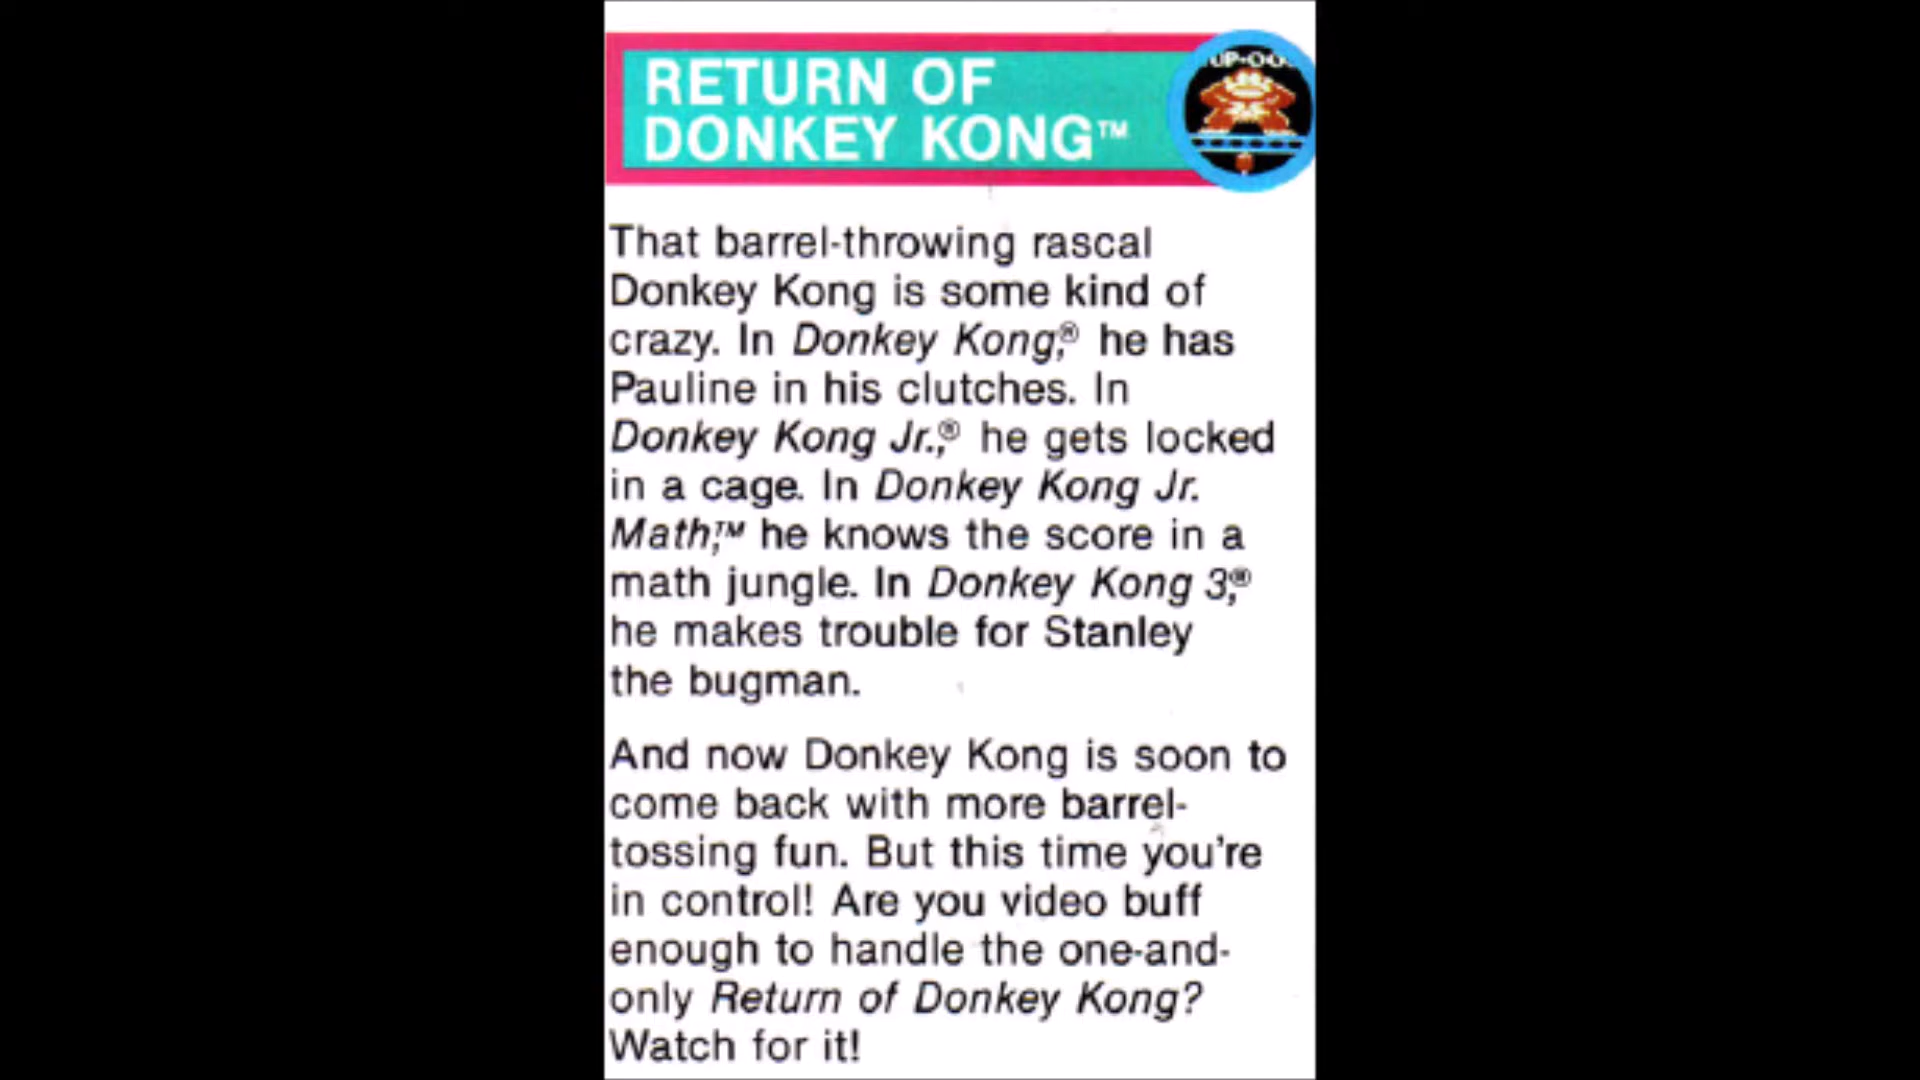 RETURN OF
DONKEY KONG™
UP-OO
That barrel-throwing rascal
Donkey Kong is some kind of
crazy. In Donkey Kong,® he has
Pauline in his clutches. In
Donkey Kong Jr.,® he gets locked
in a cage. In Donkey Kong Jr.
Math,™ he knows the score in a
math jungle. In Donkey Kong 3,®
he makes trouble for Stanley
the bugman.
And now Donkey Kong is soon to
come back with more barrel-
tossing fun. But this time you're
in control! Are you video buff
enough to handle the one-and-
only Return of Donkey Kong?
Watch for it!